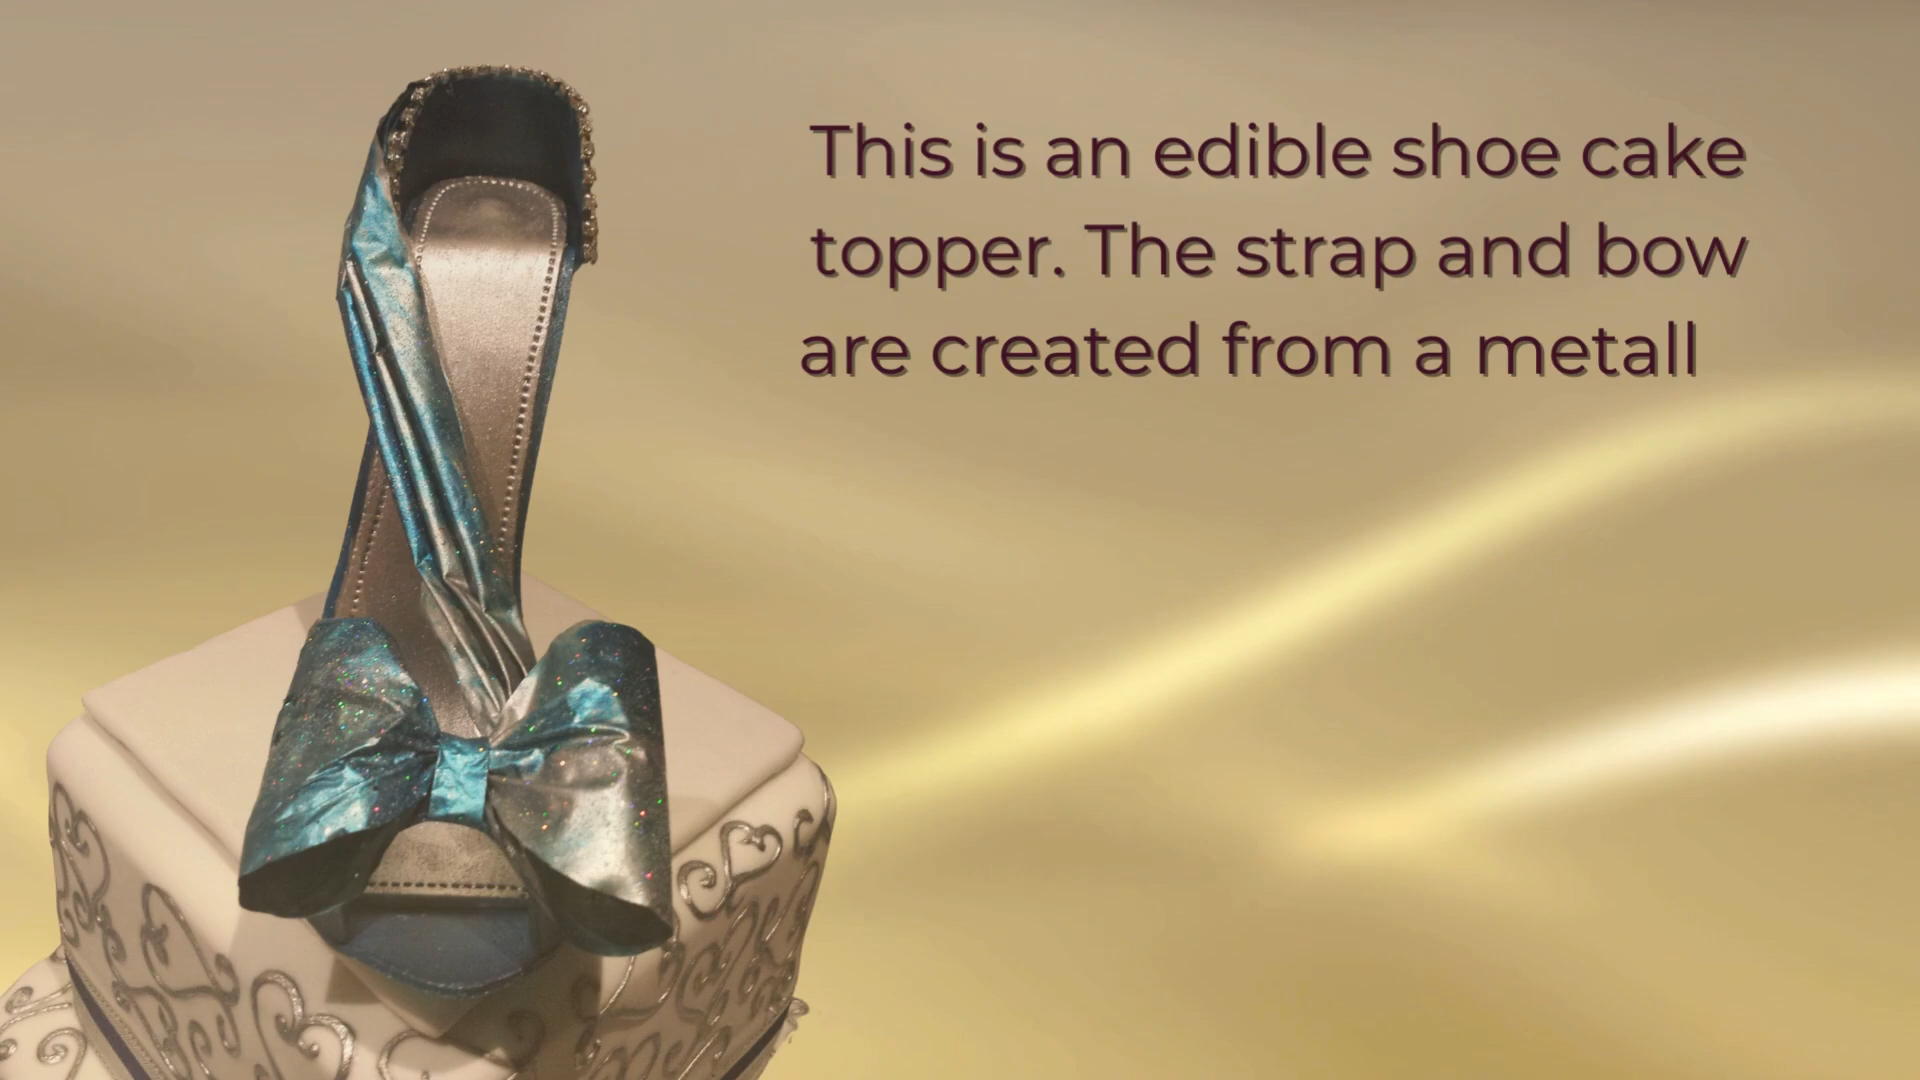 This is an edible shoe cake
topper. The strap and bow
are created from a metall